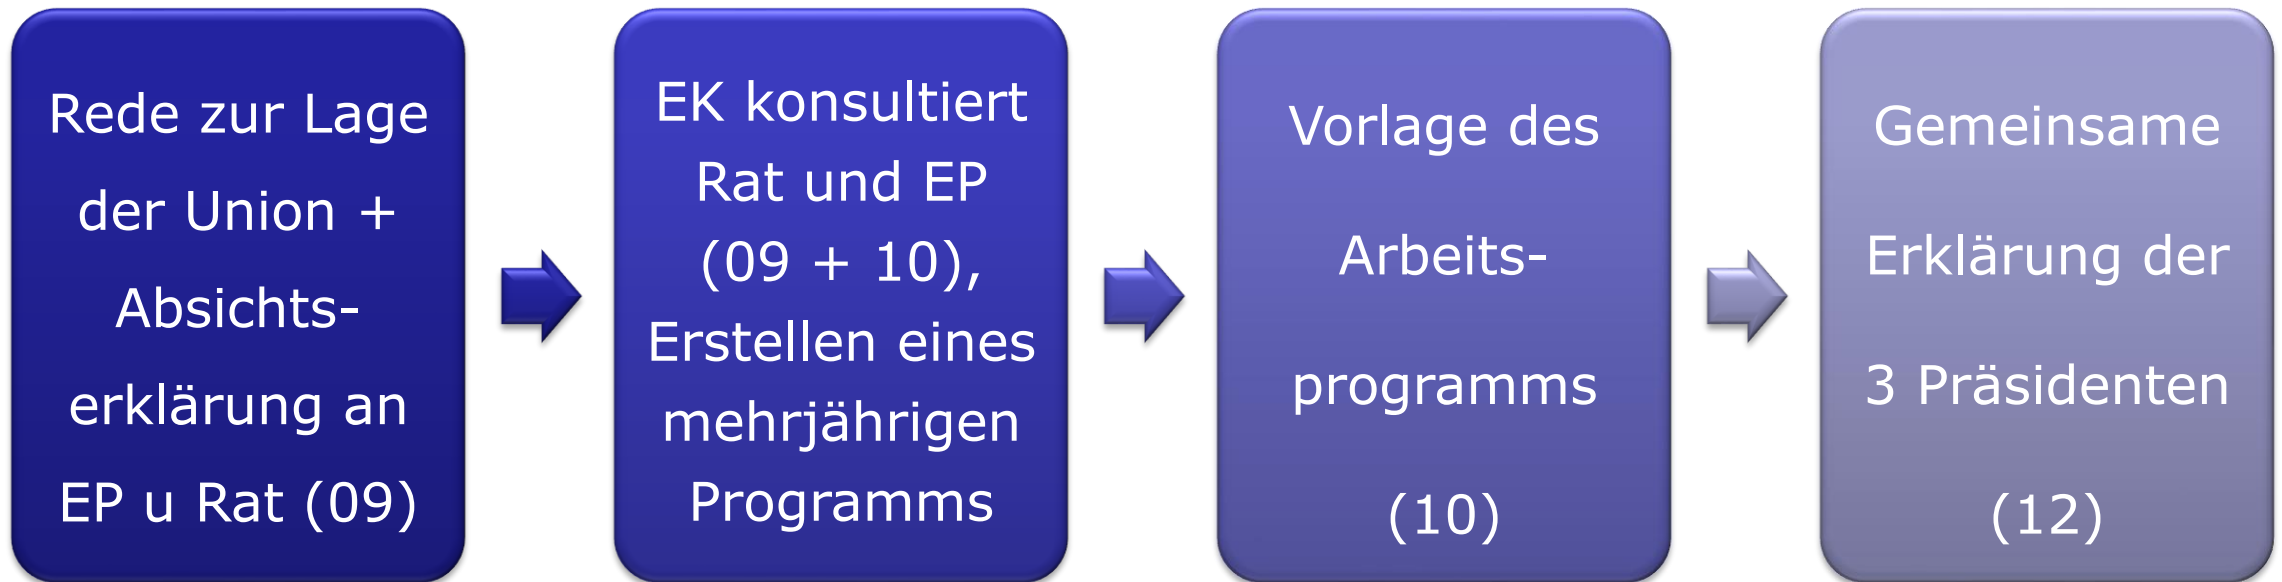 Rede zur Lage
der Union +
Absichts-
erklärung an
EP u Rat (09)
EK konsultiert
Rat und EP
(09 + 10),
Erstellen eines
mehrjährigen
Programms
Vorlage des
Arbeits-
programms
(10)
Gemeinsame
Erklärung der
3 Präsidenten
(12)